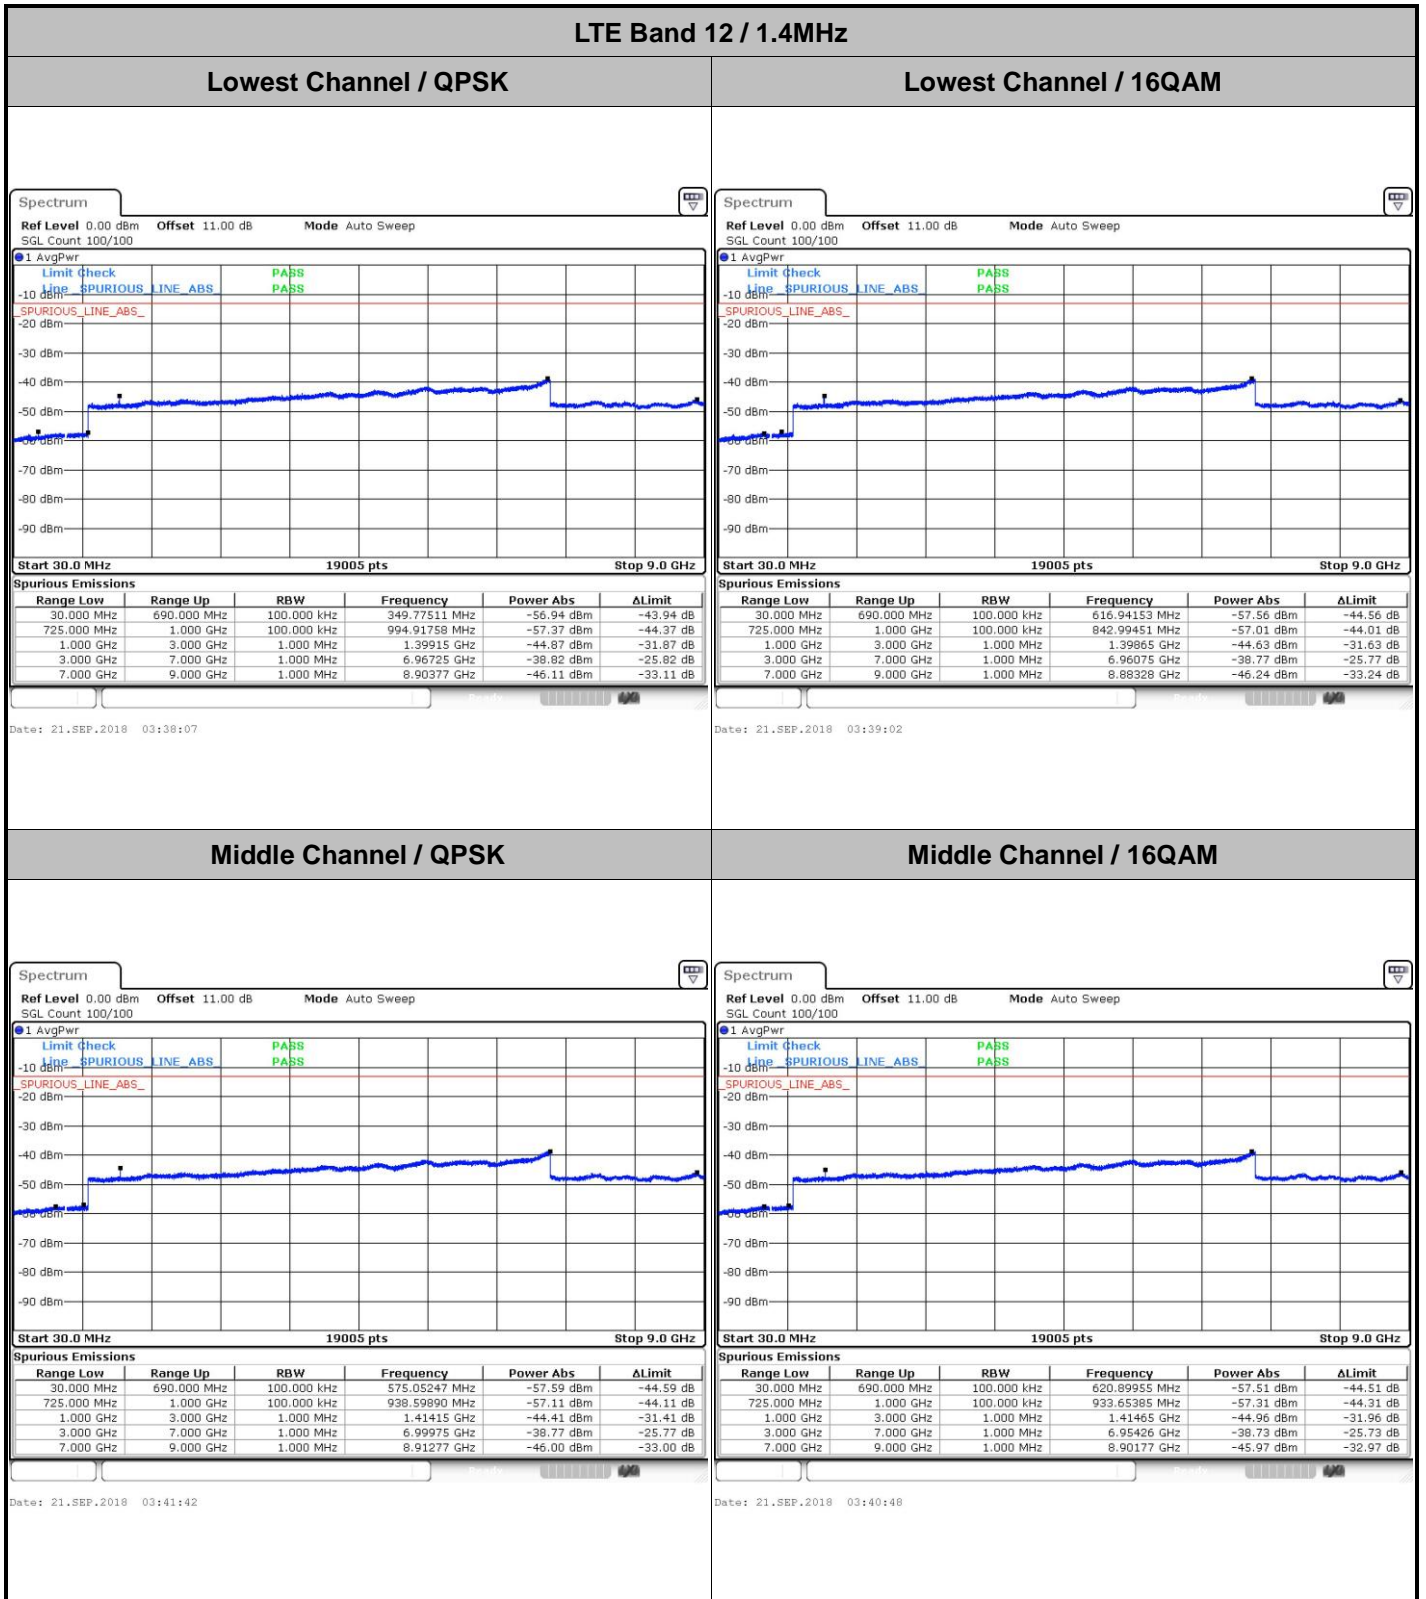 LTE Band 12 / 1.4MHz
Lowest Channel / QPSK
Lowest Channel / 16QAM
Spectrum
Ref Level 0.00 dBm Offset 11.00 dB Mode Auto Sweep
SGL Count 100/100
1 AvgPwr
Limit Check PASS
Line _SPURIOUS_LINE_ABS_ PASS
-10 dBm
_SPURIOUS_LINE_ABS_
-20 dBm
-30 dBm
-40 dBm
-50 dBm
-60 dBm
-70 dBm
-80 dBm
-90 dBm
Start 30.0 MHz 19005 pts Stop 9.0 GHz
Spurious Emissions
Range Low Range Up RBW Frequency Power Abs ΔLimit
30.000 MHz 690.000 MHz 100.000 kHz 349.77511 MHz -56.94 dBm -43.94 dB
725.000 MHz 1.000 GHz 100.000 kHz 994.91758 MHz -57.37 dBm -44.37 dB
1.000 GHz 3.000 GHz 1.000 MHz 1.39915 GHz -44.87 dBm -31.87 dB
3.000 GHz 7.000 GHz 1.000 MHz 6.96725 GHz -38.82 dBm -25.82 dB
7.000 GHz 9.000 GHz 1.000 MHz 8.90377 GHz -46.11 dBm -33.11 dB
Date: 21.SEP.2018 03:38:07
Spectrum
Ref Level 0.00 dBm Offset 11.00 dB Mode Auto Sweep
SGL Count 100/100
1 AvgPwr
Limit Check PASS
Line _SPURIOUS_LINE_ABS_ PASS
-10 dBm
_SPURIOUS_LINE_ABS_
-20 dBm
-30 dBm
-40 dBm
-50 dBm
-60 dBm
-70 dBm
-80 dBm
-90 dBm
Start 30.0 MHz 19005 pts Stop 9.0 GHz
Spurious Emissions
Range Low Range Up RBW Frequency Power Abs ΔLimit
30.000 MHz 690.000 MHz 100.000 kHz 616.94153 MHz -57.56 dBm -44.56 dB
725.000 MHz 1.000 GHz 100.000 kHz 842.99451 MHz -57.01 dBm -44.01 dB
1.000 GHz 3.000 GHz 1.000 MHz 1.39865 GHz -44.63 dBm -31.63 dB
3.000 GHz 7.000 GHz 1.000 MHz 6.96075 GHz -38.77 dBm -25.77 dB
7.000 GHz 9.000 GHz 1.000 MHz 8.88328 GHz -46.24 dBm -33.24 dB
Date: 21.SEP.2018 03:39:02
Middle Channel / QPSK
Middle Channel / 16QAM
Spectrum
Ref Level 0.00 dBm Offset 11.00 dB Mode Auto Sweep
SGL Count 100/100
1 AvgPwr
Limit Check PASS
Line _SPURIOUS_LINE_ABS_ PASS
-10 dBm
_SPURIOUS_LINE_ABS_
-20 dBm
-30 dBm
-40 dBm
-50 dBm
-60 dBm
-70 dBm
-80 dBm
-90 dBm
Start 30.0 MHz 19005 pts Stop 9.0 GHz
Spurious Emissions
Range Low Range Up RBW Frequency Power Abs ΔLimit
30.000 MHz 690.000 MHz 100.000 kHz 575.05247 MHz -57.59 dBm -44.59 dB
725.000 MHz 1.000 GHz 100.000 kHz 938.59890 MHz -57.11 dBm -44.11 dB
1.000 GHz 3.000 GHz 1.000 MHz 1.41415 GHz -44.41 dBm -31.41 dB
3.000 GHz 7.000 GHz 1.000 MHz 6.99975 GHz -38.77 dBm -25.77 dB
7.000 GHz 9.000 GHz 1.000 MHz 8.91277 GHz -46.00 dBm -33.00 dB
Date: 21.SEP.2018 03:41:42
Spectrum
Ref Level 0.00 dBm Offset 11.00 dB Mode Auto Sweep
SGL Count 100/100
1 AvgPwr
Limit Check PASS
Line _SPURIOUS_LINE_ABS_ PASS
-10 dBm
_SPURIOUS_LINE_ABS_
-20 dBm
-30 dBm
-40 dBm
-50 dBm
-60 dBm
-70 dBm
-80 dBm
-90 dBm
Start 30.0 MHz 19005 pts Stop 9.0 GHz
Spurious Emissions
Range Low Range Up RBW Frequency Power Abs ΔLimit
30.000 MHz 690.000 MHz 100.000 kHz 620.89955 MHz -57.51 dBm -44.51 dB
725.000 MHz 1.000 GHz 100.000 kHz 933.65385 MHz -57.31 dBm -44.31 dB
1.000 GHz 3.000 GHz 1.000 MHz 1.41465 GHz -44.96 dBm -31.96 dB
3.000 GHz 7.000 GHz 1.000 MHz 6.95426 GHz -38.73 dBm -25.73 dB
7.000 GHz 9.000 GHz 1.000 MHz 8.90177 GHz -45.97 dBm -32.97 dB
Date: 21.SEP.2018 03:40:48